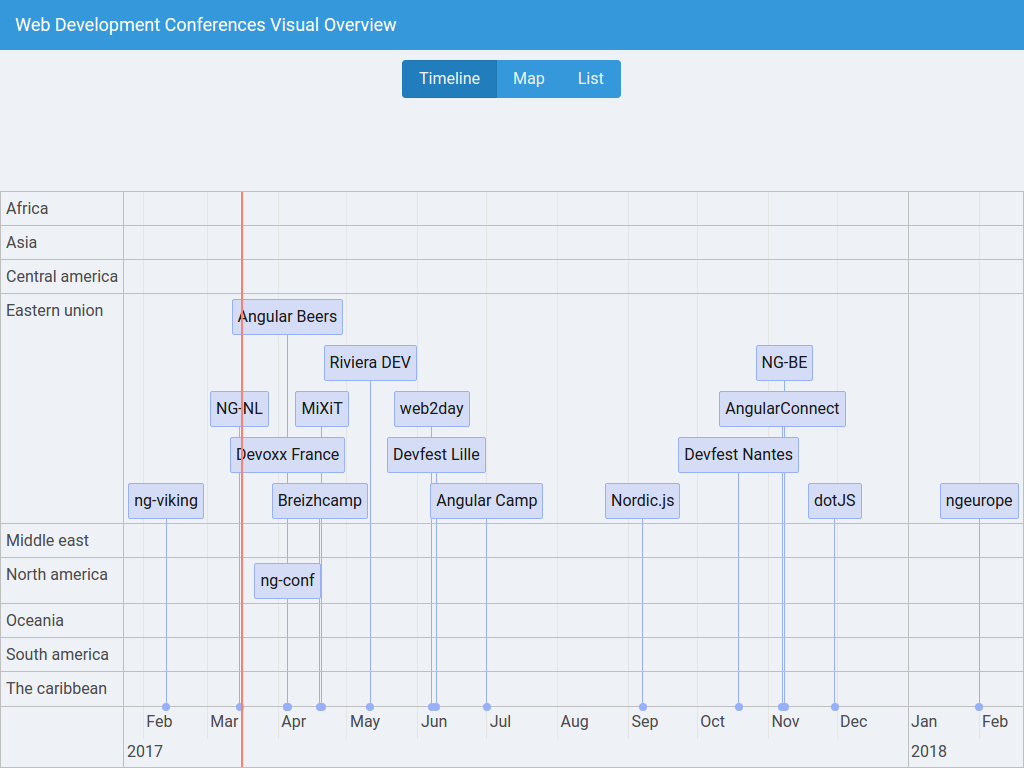 Web Development Conferences Visual Overview
Timeline Map List
Africa
Asia
Central america
Eastern union
Angular Beers
Riviera DEV NG-BE
NG-NL MiXiT web2day AngularConnect
Devoxx France Devfest Lille Devfest Nantes
ng-viking Breizhcamp Angular Camp Nordic.js dotJS ngeurope
Middle east
North america
ng-conf
Oceania
South america
The caribbean
Feb Mar Apr May Jun Jul Aug Sep Oct Nov Dec Jan Feb
2017 2018